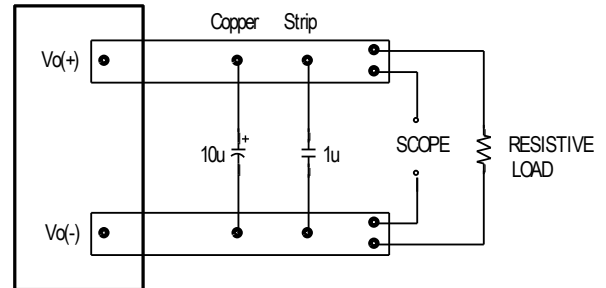 Copper Strip
Vo(+)
10u
+
1u
SCOPE
RESISTIVE
LOAD
Vo(-)